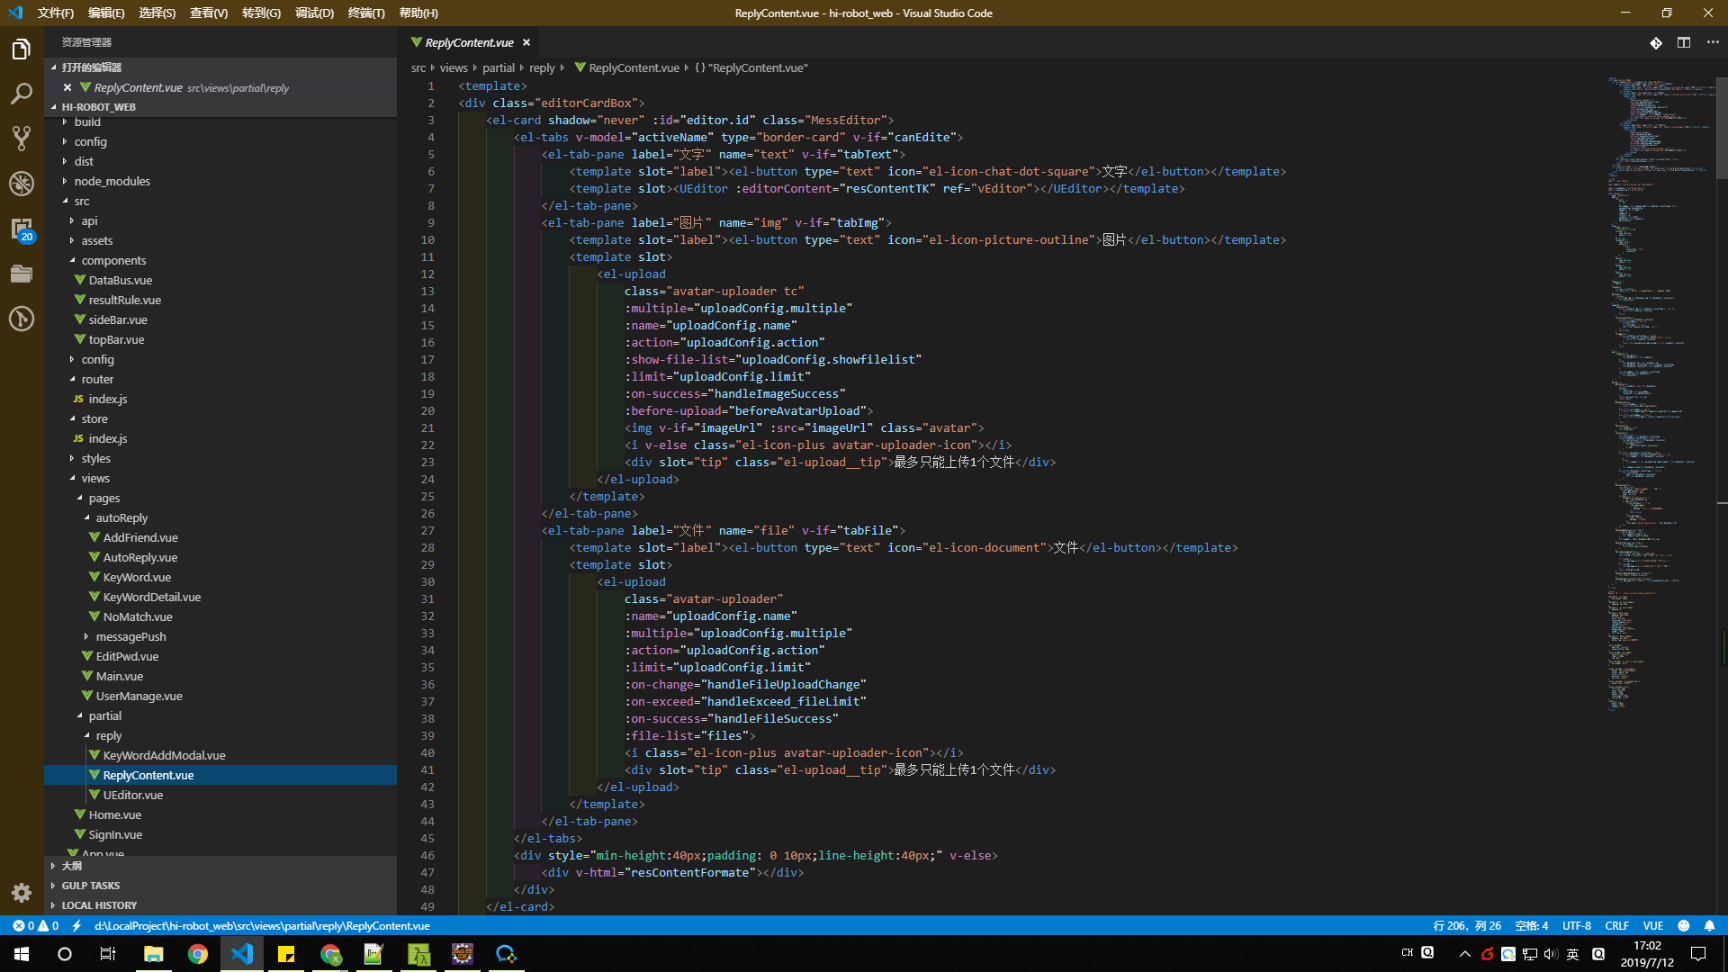 文件(F) 编辑(E) 选择(S) 查看(V) 转到(G) 调试(D) 终端(T) 帮助(H)
ReplyContent.vue - hi-robot_web - Visual Studio Code
资源管理器
打开的编辑器
ReplyContent.vue src\views\partial\reply
HI-ROBOT_WEB
build
config
dist
node_modules
src
api
assets
components
DataBus.vue
resultRule.vue
sideBar.vue
topBar.vue
config
router
JS index.js
store
JS index.js
styles
views
pages
autoReply
AddFriend.vue
AutoReply.vue
KeyWord.vue
KeyWordDetail.vue
NoMatch.vue
messagePush
EditPwd.vue
Main.vue
UserManage.vue
partial
reply
KeyWordAddModal.vue
ReplyContent.vue
UEditor.vue
Home.vue
SignIn.vue
App.vue
大纲
GULP TASKS
LOCAL HISTORY
20
ReplyContent.vue
src views partial reply ReplyContent.vue {} "ReplyContent.vue"
1 <template>
2 <div class="editorCardBox">
3 <el-card shadow="never" :id="editor.id" class="MessEditor">
4 <el-tabs v-model="activeName" type="border-card" v-if="canEdite">
5 <el-tab-pane label="文字" name="text" v-if="tabText">
6 <template slot="label"><el-button type="text" icon="el-icon-chat-dot-square">文字</el-button></template>
7 <template slot><UEditor :editorContent="resContentTK" ref="vEditor"></UEditor></template>
8 </el-tab-pane>
9 <el-tab-pane label="图片" name="img" v-if="tabImg">
10 <template slot="label"><el-button type="text" icon="el-icon-picture-outline">图片</el-button></template>
11 <template slot>
12 <el-upload
13 class="avatar-uploader tc"
14 :multiple="uploadConfig.multiple"
15 :name="uploadConfig.name"
16 :action="uploadConfig.action"
17 :show-file-list="uploadConfig.showfilelist"
18 :limit="uploadConfig.limit"
19 :on-success="handleImageSuccess"
20 :before-upload="beforeAvatarUpload">
21 <img v-if="imageUrl" :src="imageUrl" class="avatar">
22 <i v-else class="el-icon-plus avatar-uploader-icon"></i>
23 <div slot="tip" class="el-upload__tip">最多只能上传1个文件</div>
24 </el-upload>
25 </template>
26 </el-tab-pane>
27 <el-tab-pane label="文件" name="file" v-if="tabFile">
28 <template slot="label"><el-button type="text" icon="el-icon-document">文件</el-button></template>
29 <template slot>
30 <el-upload
31 class="avatar-uploader"
32 :name="uploadConfig.name"
33 :multiple="uploadConfig.multiple"
34 :action="uploadConfig.action"
35 :limit="uploadConfig.limit"
36 :on-change="handleFileUploadChange"
37 :on-exceed="handleExceed_fileLimit"
38 :on-success="handleFileSuccess"
39 :file-list="files">
40 <i class="el-icon-plus avatar-uploader-icon"></i>
41 <div slot="tip" class="el-upload__tip">最多只能上传1个文件</div>
42 </el-upload>
43 </template>
44 </el-tab-pane>
45 </el-tabs>
46 <div style="min-height:40px;padding: 0 10px;line-height:40px;" v-else>
47 <div v-html="resContentFormate"></div>
48 </div>
49 </el-card>
0 0 d:\LocalProject\hi-robot_web\src\views\partial\reply\ReplyContent.vue
行 206，列 26 空格: 4 UTF-8 CRLF VUE
CH 英 17:02
2019/7/12